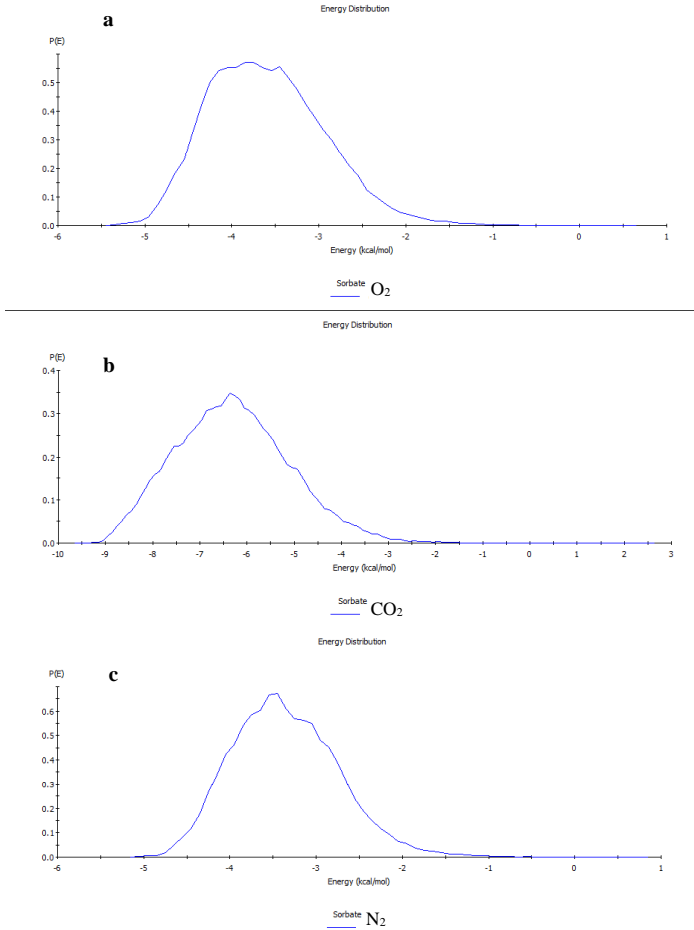 Energy Distribution
a
P(E)
0.5
0.4
0.3
0.2
0.1
0.0
-6 -5 -4 -3 -2 -1 0 1
Energy (kcal/mol)
Sorbate O₂
Energy Distribution
b
P(E)
0.4
0.3
0.2
0.1
0.0
-10 -9 -8 -7 -6 -5 -4 -3 -2 -1 0 1 2 3
Energy (kcal/mol)
Sorbate CO₂
Energy Distribution
c
P(E)
0.6
0.5
0.4
0.3
0.2
0.1
0.0
-6 -5 -4 -3 -2 -1 0 1
Energy (kcal/mol)
Sorbate N₂